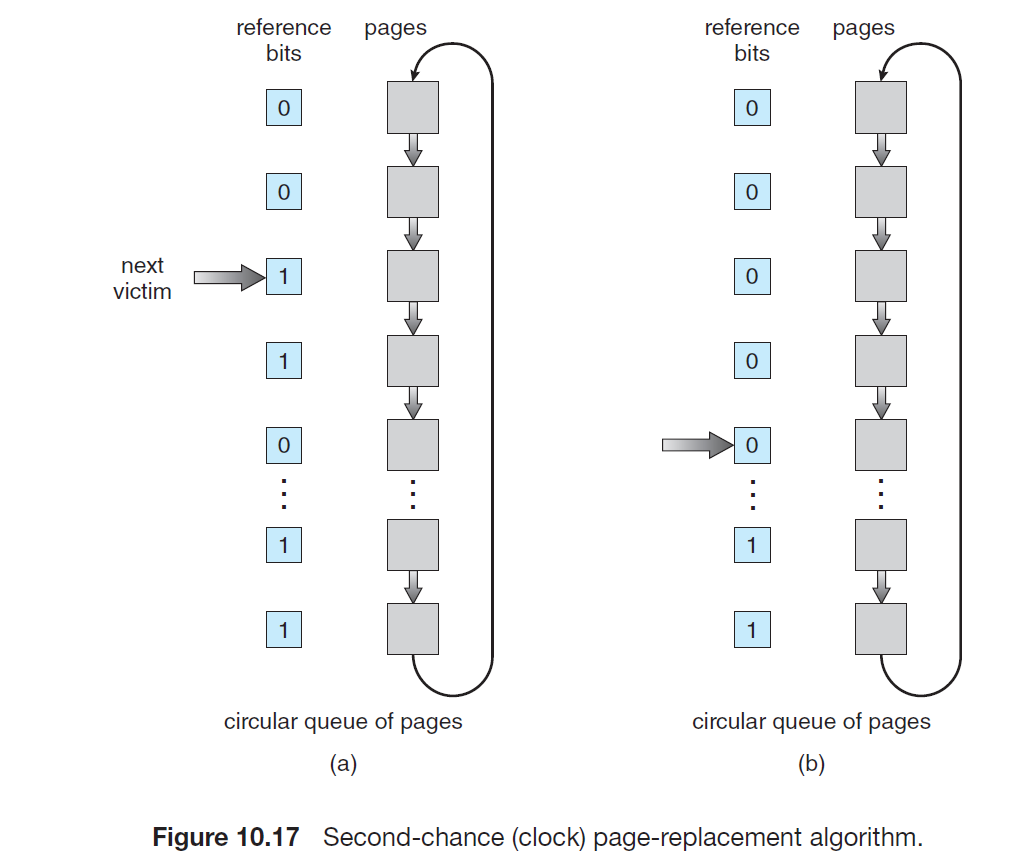 reference pages
bits
0
0
next
victim
1
1
0
1
1
circular queue of pages
(a)
reference pages
bits
0
0
0
0
0
1
1
circular queue of pages
(b)
Figure 10.17 Second-chance (clock) page-replacement algorithm.